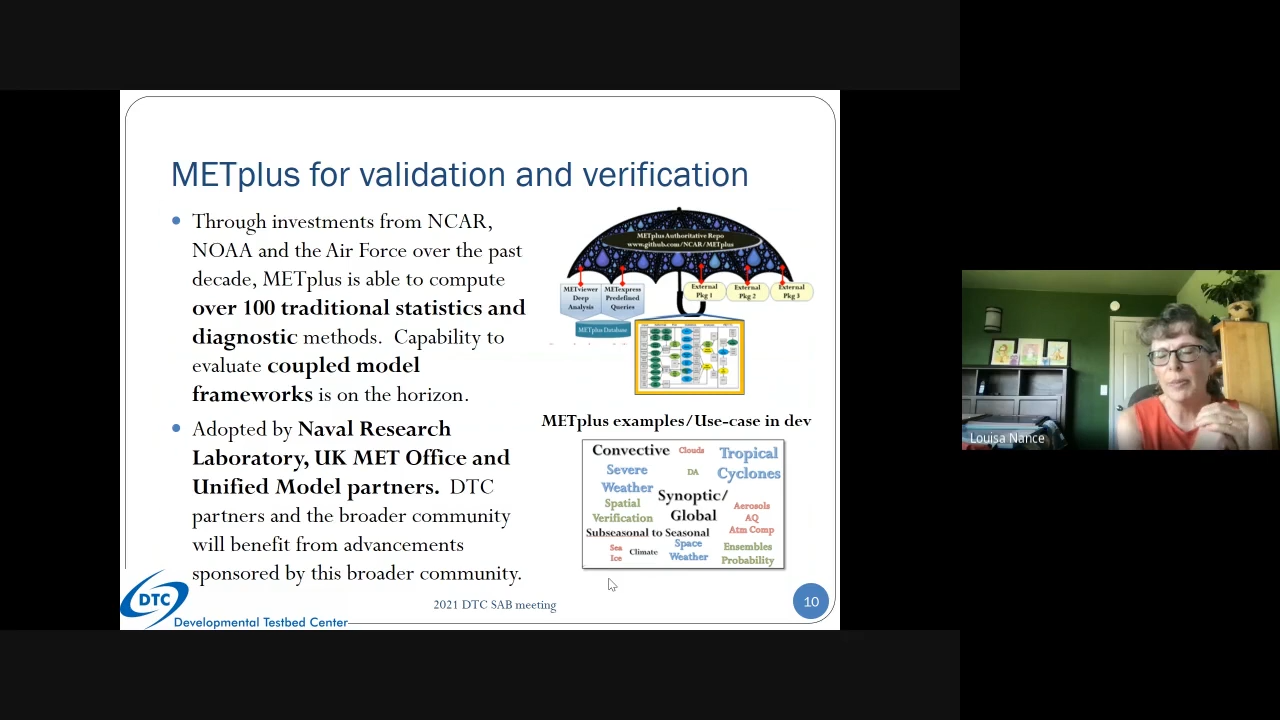 METplus for validation and verification
Through investments from NCAR,
NOAA and the Air Force over the past
decade, METplus is able to compute
over 100 traditional statistics and
diagnostic methods. Capability to
evaluate coupled model
frameworks is on the horizon.
Adopted by Naval Research
Laboratory, UK MET Office and
Unified Model partners. DTC
partners and the broader community
will benefit from advancements
sponsored by this broader community.
METplus Authoritative Repo
www.github.com/NCAR/METplus
METviewer
Deep
Analysis
METexpress
Predefined
Queries
External
Pkg 1
External
Pkg 2
External
Pkg 3
METplus Database
METplus examples/Use-case in dev
Convective
Clouds
Tropical
Cyclones
Severe
Weather
DA
Spatial
Verification
Synoptic/
Global
Aerosols
AQ
Atm Comp
Subseasonal to Seasonal
Sea
Ice
Climate
Space
Weather
Ensembles
Probability
DTC
Developmental Testbed Center
2021 DTC SAB meeting
10
Louisa Nance